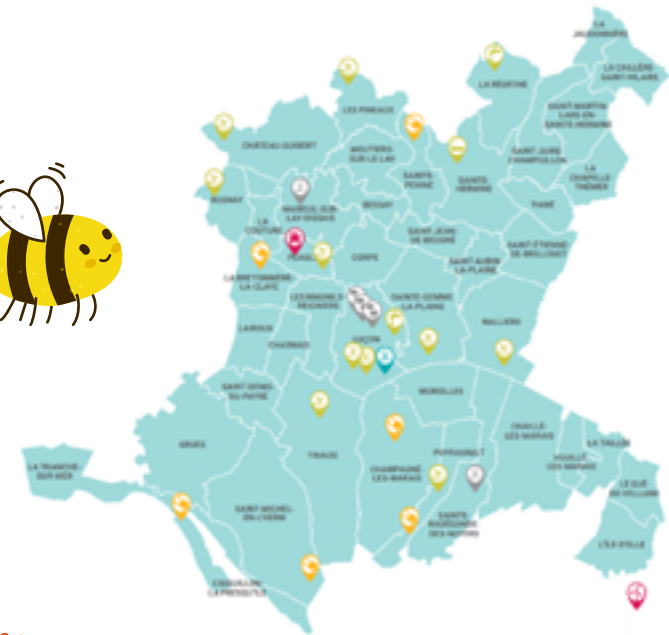 LA
JAUDONNIÈRE
LA CAILLÈRE-
SAINT-HILAIRE
LA RÉORTHE
LES PINEAUX
SAINT-MARTIN
LARS-EN-
SAINTE-HERMINE
CHÂTEAU-GUIBERT
MOUTIERS-
SUR-LE-LAY
SAINT-JUIRE
CHAMPGILLON
SAINTE-
PEXINE
SAINTE-
HERMINE
LA
CHAPELLE-
THÉMER
ROSNAY
MAREUIL-SUR-
LAY-DISSAIS
BESSAY
THIRÉ
LA
COUTURE
SAINT-JEAN-
DE-BEUGNÉ
SAINT-ÉTIENNE-
DE-BRILLOUET
CORPE
SAINT-AUBIN-
LA-PLAINE
LA BRETONNIÈRE-
LA CLAYE
LES MAGNILS-
REIGNIERS
SAINTE-GEMME-
LA-PLAINE
LAIROUX
NALLIERS
LUÇON
CHASNAIS
SAINT-DENIS-
DU-PAYRÉ
MOREILLES
GRUES
TRIAIZE
CHAILLÉ-
LES-MARAIS
LA TAILLÉE
PUYRAVAULT
VOUILLÉ-
LES-MARAIS
LA TRANCHE-
SUR-MER
CHAMPAGNÉ-
LES-MARAIS
LE GUÉ-
DE-VELLUIRE
SAINT-MICHEL-
EN-L'HERM
SAINTE-
RADÉGONDE-
DES-NOYERS
L'ÎLE-D'ELLE
L'AIGUILLON-
LA PRESQU'ÎLE